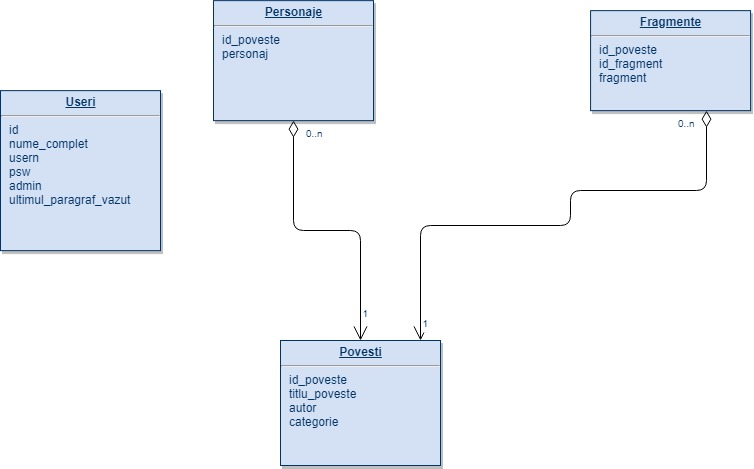 Personaje
id_poveste
personaj
0..n
Fragmente
id_poveste
id_fragment
fragment
0..n
Useri
id
nume_complet
usern
psw
admin
ultimul_paragraf_vazut
1
1
Povesti
id_poveste
titlu_poveste
autor
categorie